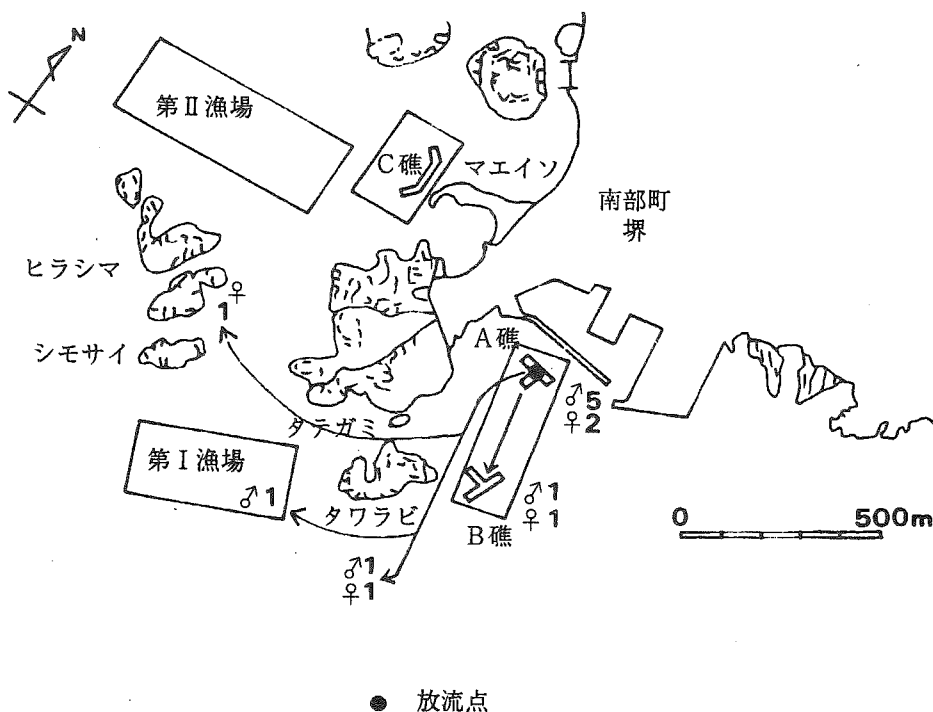 N
第Ⅱ漁場
C礁
マエイソ
南部町
堺
ヒラシマ
♀
1
シモサイ
A礁
♂5
♀2
タテガミ
第Ⅰ漁場
♂1
タワラビ
♂1
♀1
B礁
0 500m
♂1
♀1
● 放流点